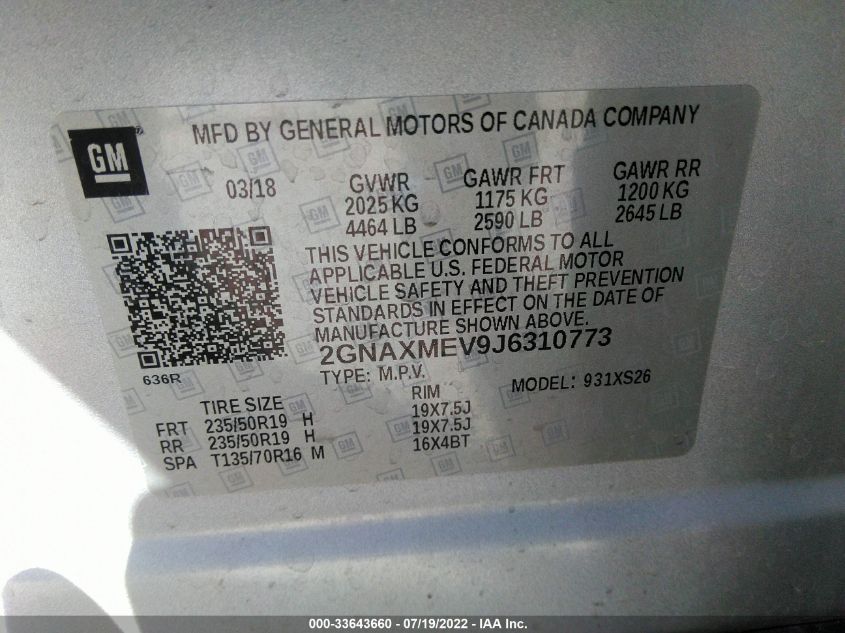 GM
MFD BY GENERAL MOTORS OF CANADA COMPANY
03/18 GVWR GAWR FRT GAWR RR
2025 KG 1175 KG 1200 KG
4464 LB 2590 LB 2645 LB
THIS VEHICLE CONFORMS TO ALL
APPLICABLE U.S. FEDERAL MOTOR
VEHICLE SAFETY AND THEFT PREVENTION
STANDARDS IN EFFECT ON THE DATE OF
MANUFACTURE SHOWN ABOVE.
2GNAXMEV9J6310773
636R TYPE: M.P.V. MODEL: 931XS26
TIRE SIZE RIM
FRT 235/50R19 H 19X7.5J
RR 235/50R19 H 19X7.5J
SPA T135/70R16 M 16X4BT
000-33643660 - 07/19/2022 - IAA Inc.